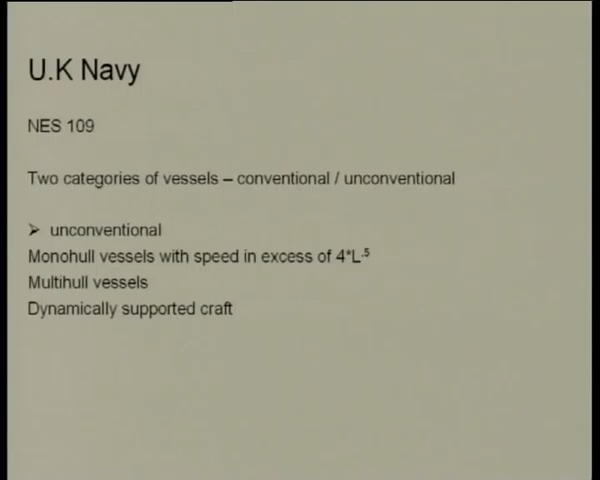 U.K Navy
NES 109
Two categories of vessels – conventional / unconventional
➢ unconventional
Monohull vessels with speed in excess of 4*L.5
Multihull vessels
Dynamically supported craft